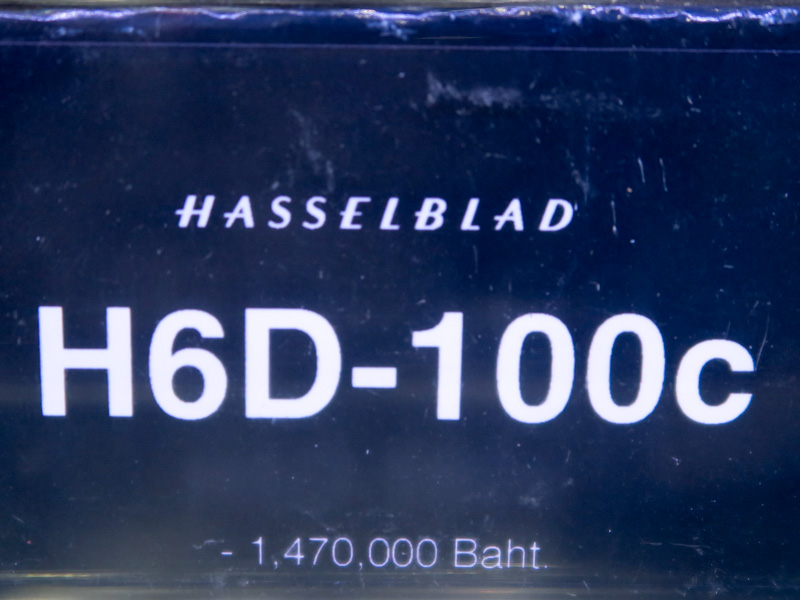 HASSELBLAD
H6D-100c
- 1,470,000 Baht.